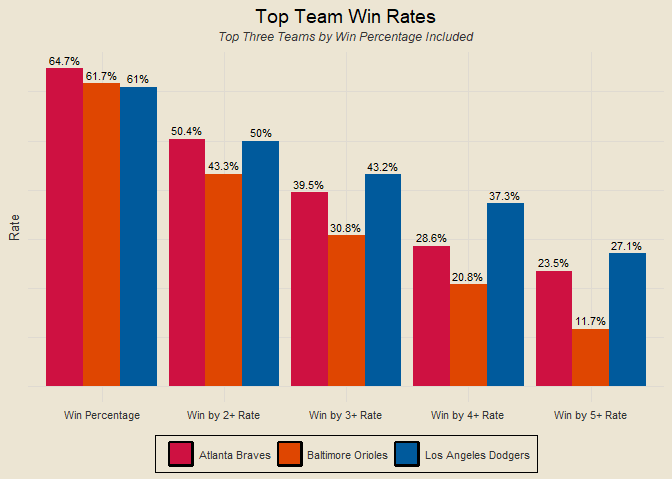 Top Team Win Rates
Top Three Teams by Win Percentage Included
64.7%
61.7%
61%
50.4%
43.3%
50%
39.5%
30.8%
43.2%
28.6%
20.8%
37.3%
23.5%
11.7%
27.1%
Rate
Win Percentage
Win by 2+ Rate
Win by 3+ Rate
Win by 4+ Rate
Win by 5+ Rate
Atlanta Braves
Baltimore Orioles
Los Angeles Dodgers